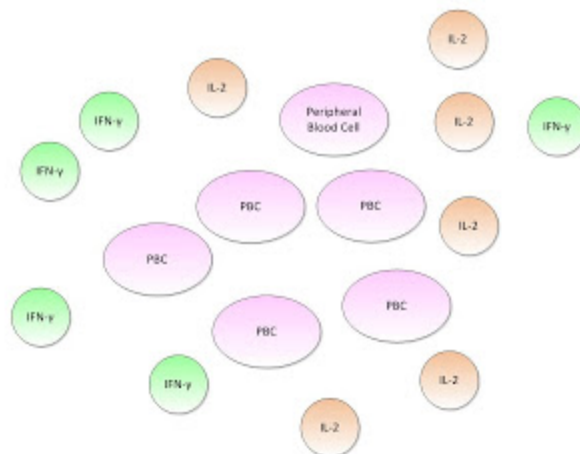 IL-2
IL-2
IFN-γ
Peripheral
Blood Cell
IL-2
IFN-γ
IFN-γ
PBC
PBC
IL-2
PBC
PBC
IFN-γ
PBC
IL-2
IFN-γ
IL-2